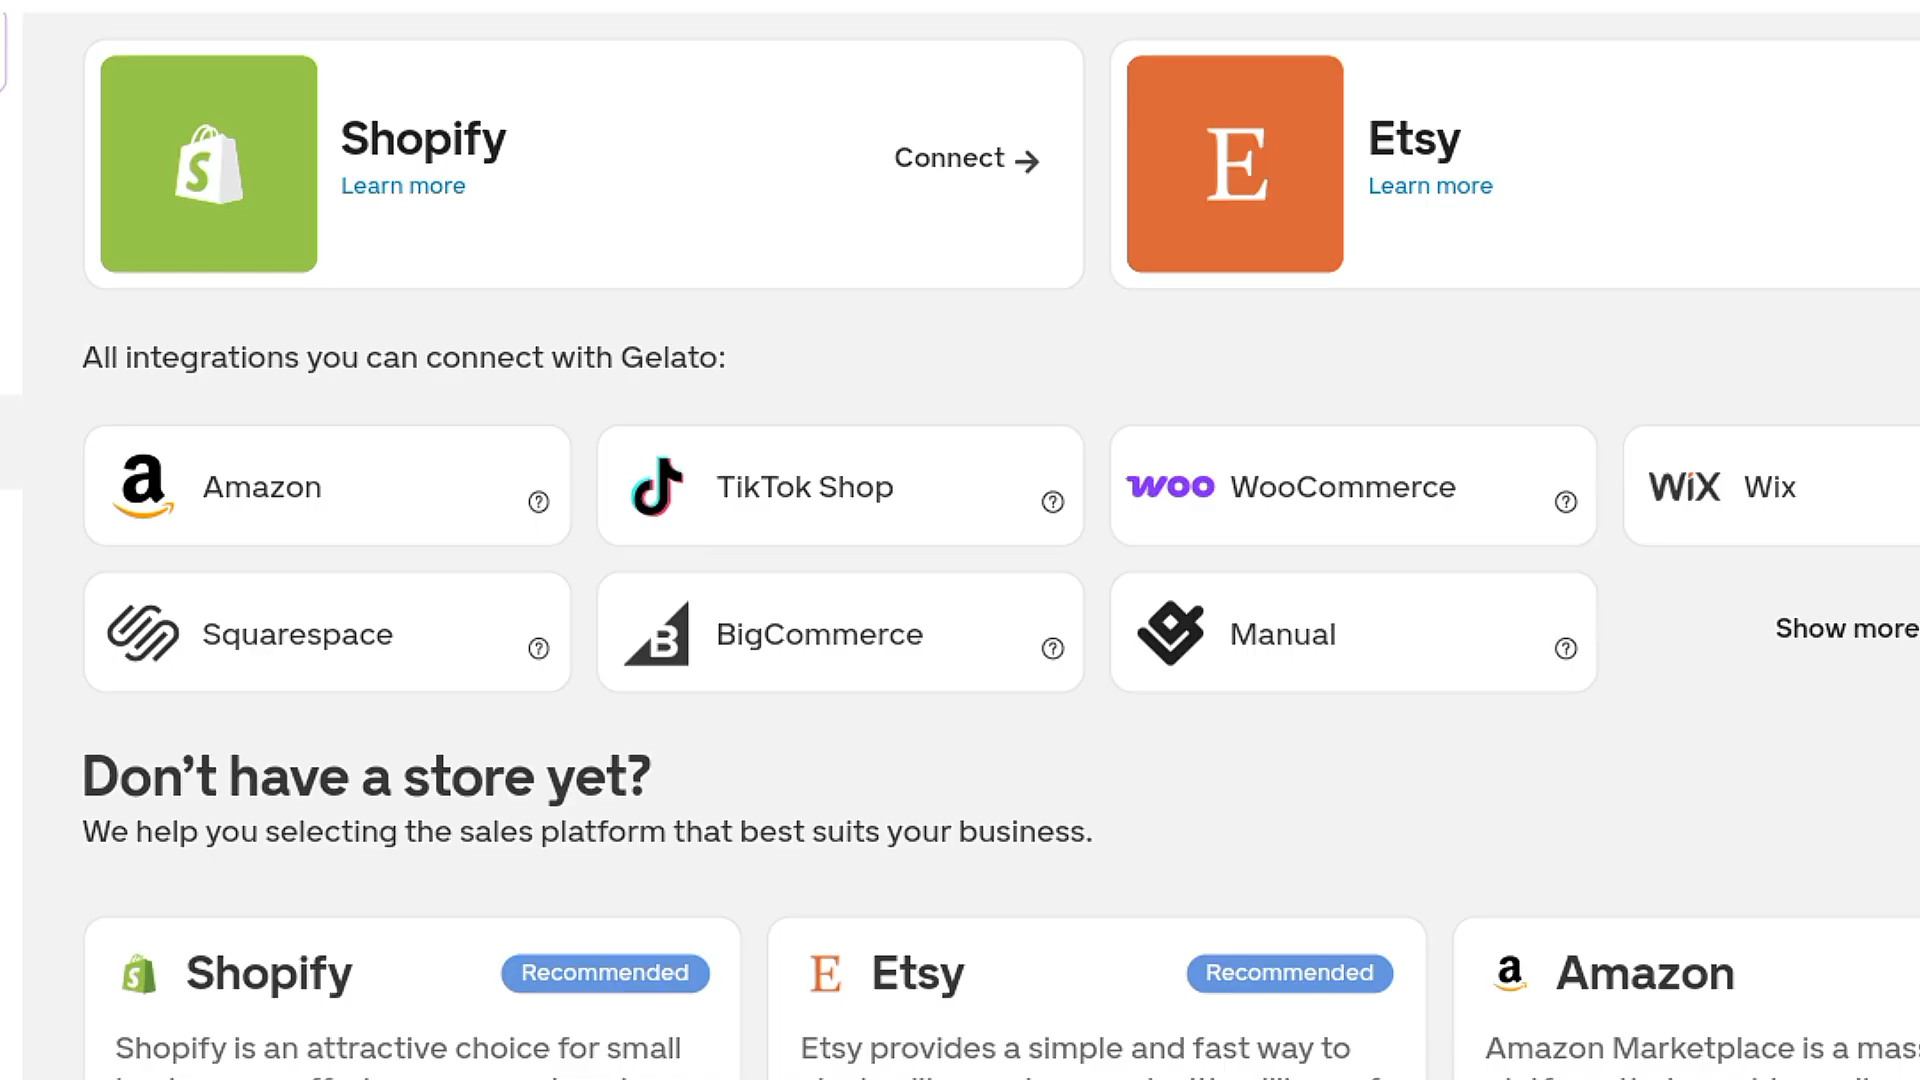 Shopify
Learn more
Connect →
Etsy
Learn more
All integrations you can connect with Gelato:
Amazon
TikTok Shop
woo WooCommerce
WiX Wix
Squarespace
BigCommerce
Manual
Show more
Don’t have a store yet?
We help you selecting the sales platform that best suits your business.
Shopify Recommended
Etsy Recommended
Amazon
Shopify is an attractive choice for small
Etsy provides a simple and fast way to
Amazon Marketplace is a